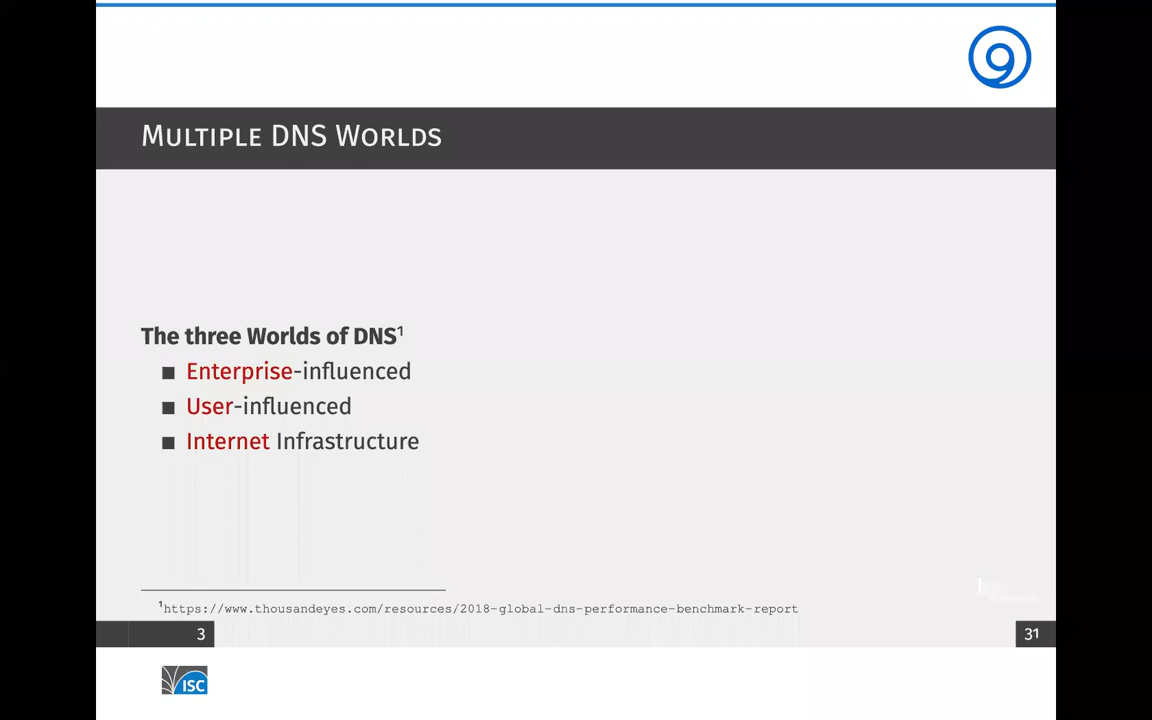 Multiple DNS Worlds
The three Worlds of DNS¹
■ Enterprise-influenced
■ User-influenced
■ Internet Infrastructure
¹https://www.thousandeyes.com/resources/2018-global-dns-performance-benchmark-report
3
31
ISC